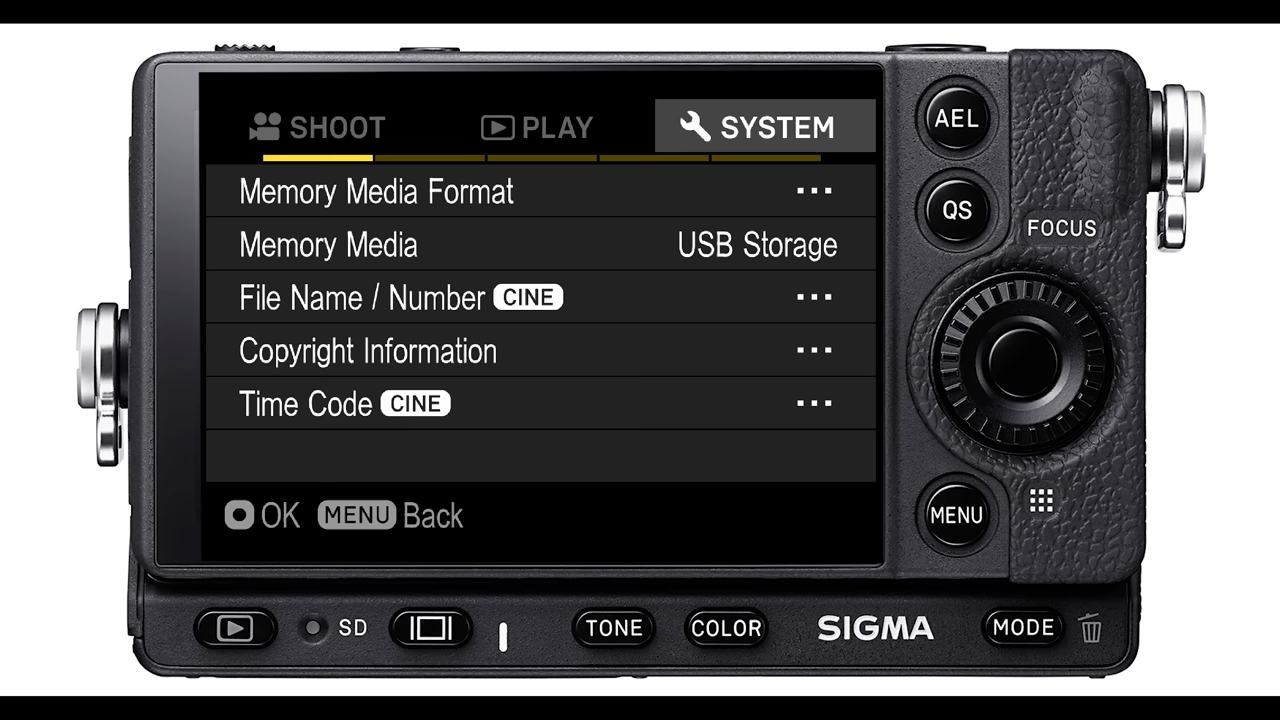 SHOOT PLAY SYSTEM
Memory Media Format ...
Memory Media USB Storage
File Name / Number CINE ...
Copyright Information ...
Time Code CINE ...
OK MENU Back
AEL
QS
FOCUS
MENU
SD
TONE
COLOR
SIGMA
MODE